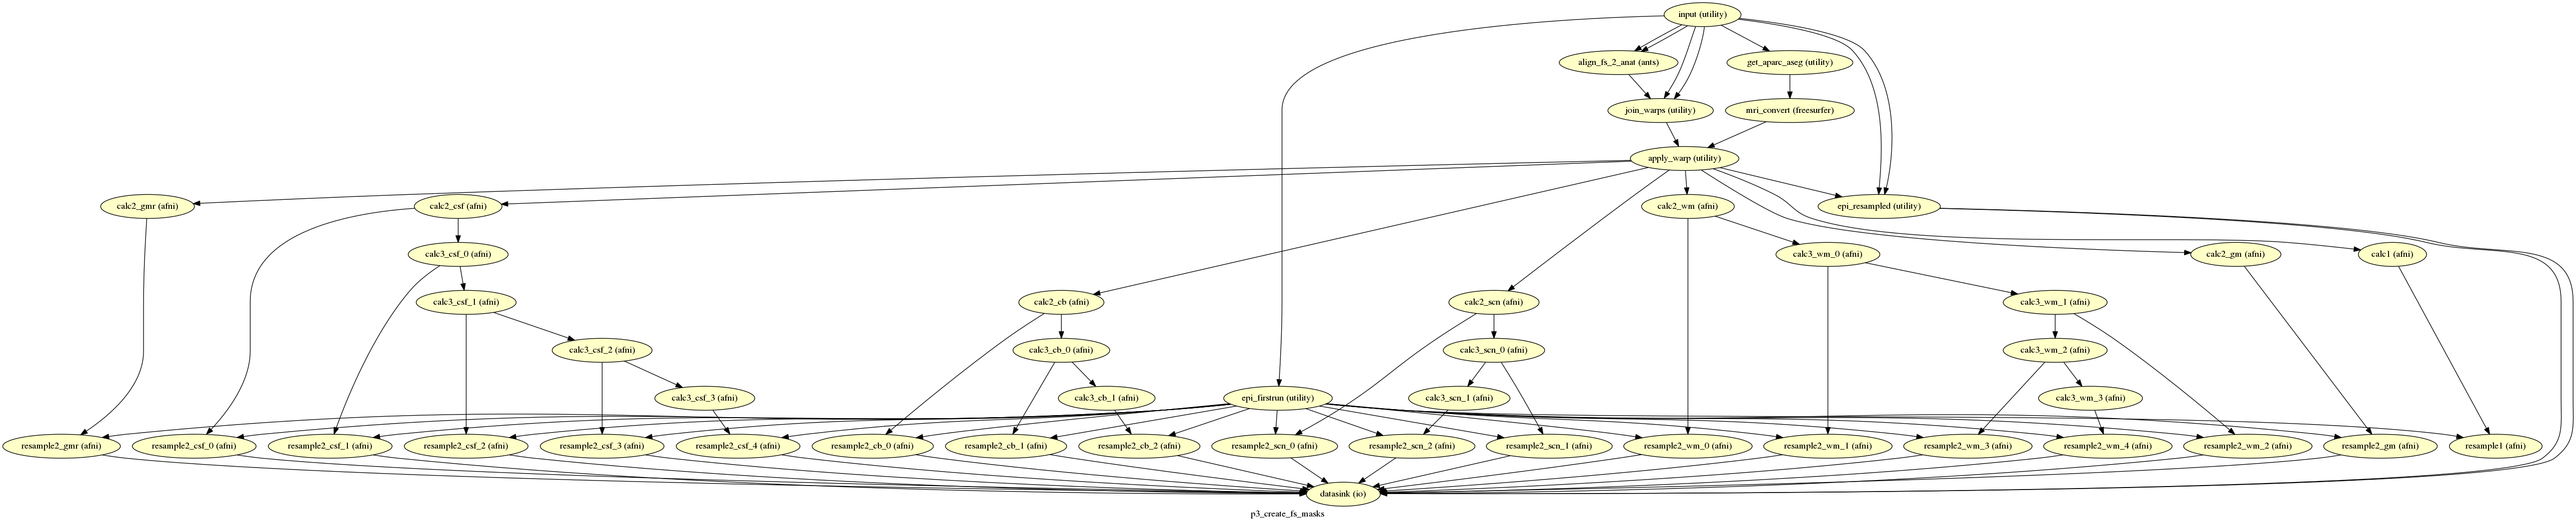 input (utility)
align_fs_2_anat (ants)
get_aparc_aseg (utility)
join_warps (utility)
mri_convert (freesurfer)
apply_warp (utility)
calc2_gmr (afni)
calc2_csf (afni)
calc2_wm (afni)
epi_resampled (utility)
calc3_csf_0 (afni)
calc3_wm_0 (afni)
calc2_gm (afni)
calc1 (afni)
calc3_csf_1 (afni)
calc2_cb (afni)
calc2_scn (afni)
calc3_wm_1 (afni)
calc3_csf_2 (afni)
calc3_cb_0 (afni)
calc3_scn_0 (afni)
calc3_wm_2 (afni)
calc3_csf_3 (afni)
calc3_cb_1 (afni)
epi_firstrun (utility)
calc3_scn_1 (afni)
calc3_wm_3 (afni)
resample2_gmr (afni)
resample2_csf_0 (afni)
resample2_csf_1 (afni)
resample2_csf_2 (afni)
resample2_csf_3 (afni)
resample2_csf_4 (afni)
resample2_cb_0 (afni)
resample2_cb_1 (afni)
resample2_cb_2 (afni)
resample2_scn_0 (afni)
resample2_scn_2 (afni)
resample2_scn_1 (afni)
resample2_wm_0 (afni)
resample2_wm_1 (afni)
resample2_wm_3 (afni)
resample2_wm_4 (afni)
resample2_wm_2 (afni)
resample2_gm (afni)
resample1 (afni)
datasink (io)
p3_create_fs_masks